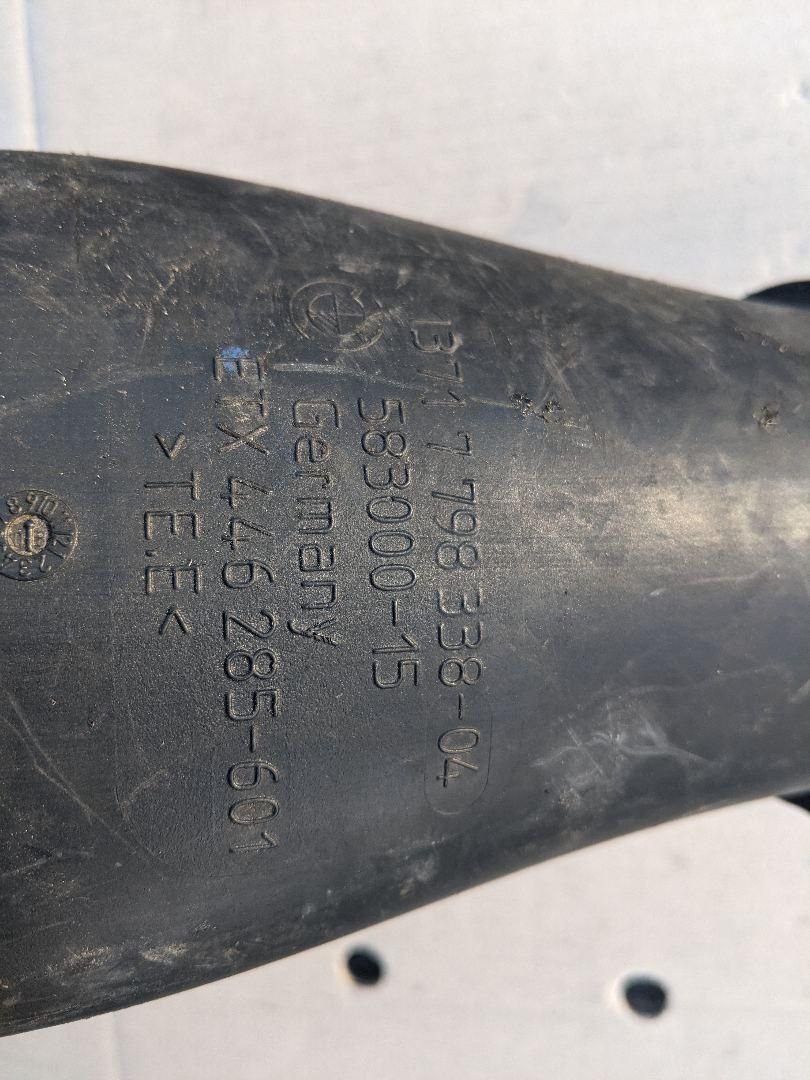 1371 7 798 338-04
583000-15
Germany
ETX 446 285-601
>TE.E<